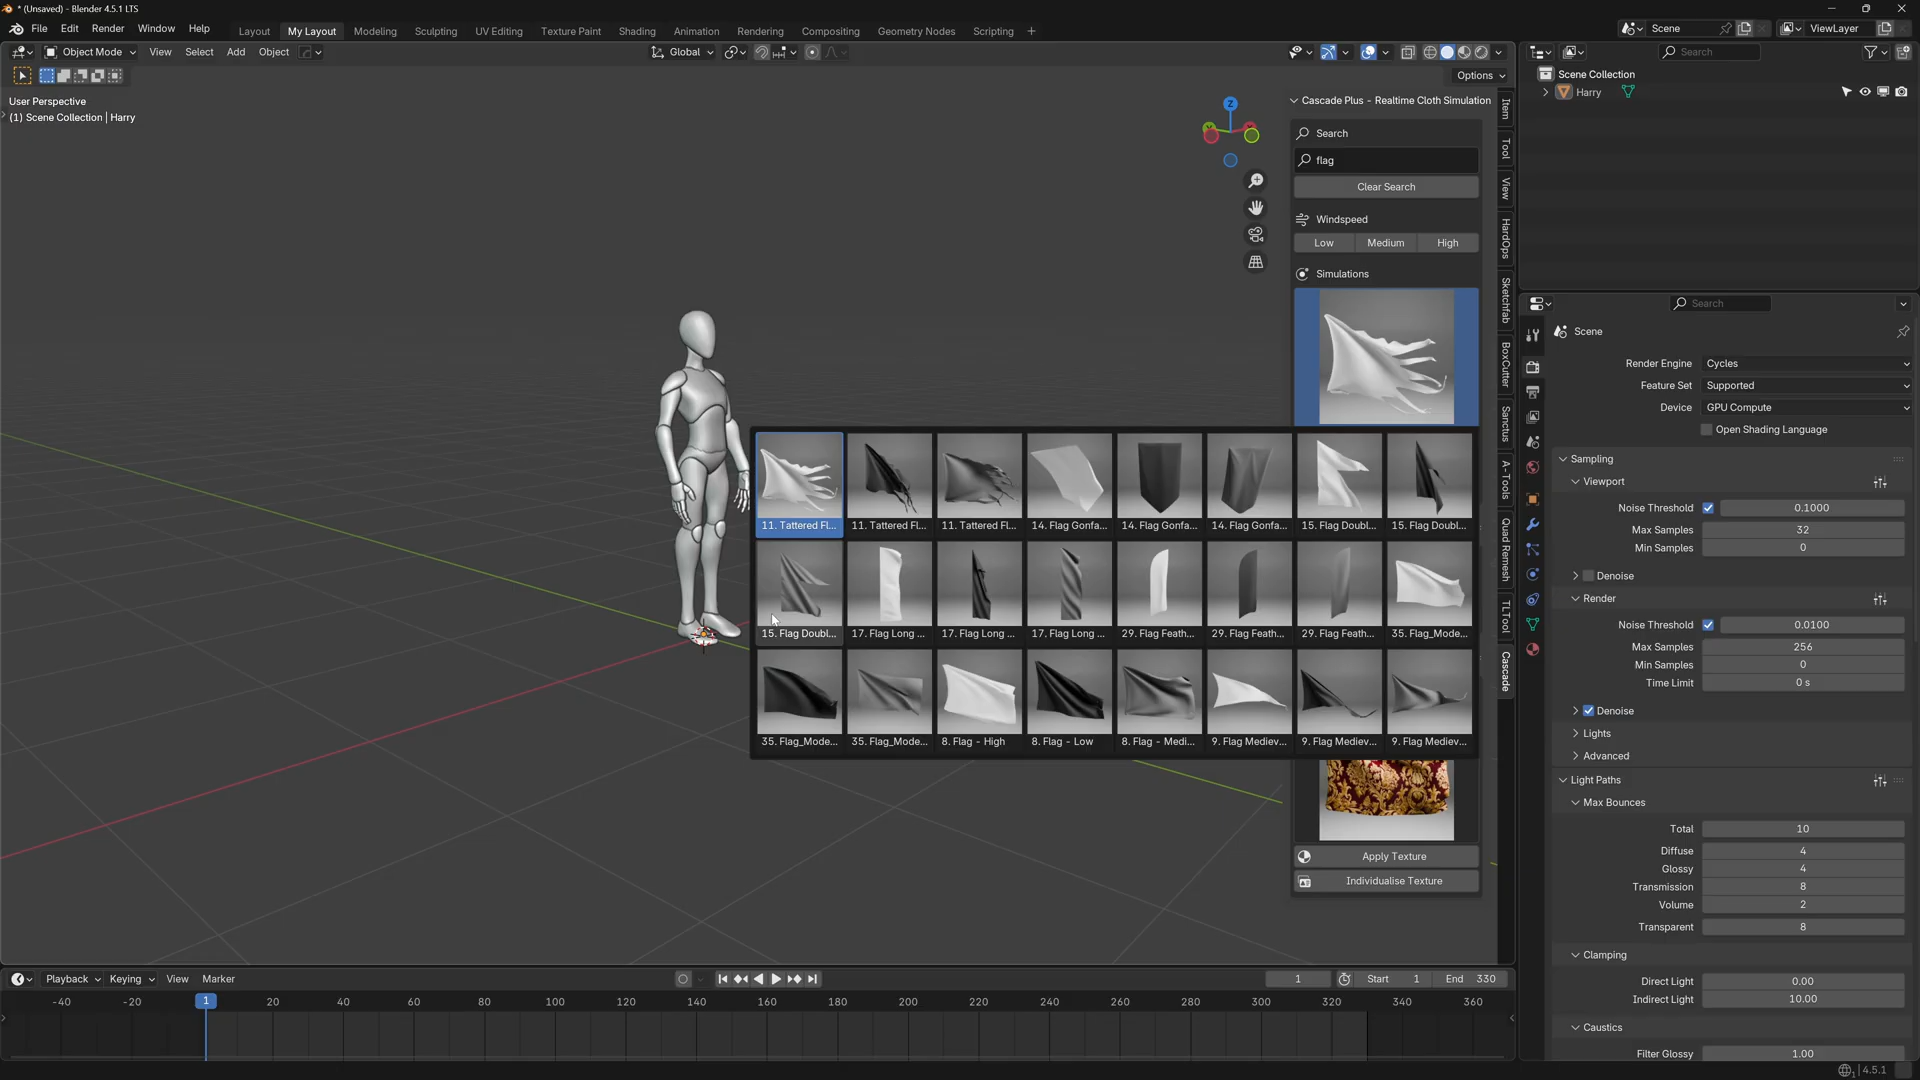 * (Unsaved) - Blender 4.5.1 LTS
File Edit Render Window Help
Layout My Layout Modeling Sculpting UV Editing Texture Paint Shading Animation Rendering Compositing Geometry Nodes Scripting +
Scene
ViewLayer
Object Mode View Select Add Object
Global
Search
Options
User Perspective
(1) Scene Collection | Harry
Z
Cascade Plus - Realtime Cloth Simulation
Search
flag
Clear Search
Windspeed
Low Medium High
Simulations
11. Tattered Fl... 11. Tattered Fl... 11. Tattered Fl... 14. Flag Gonfa... 14. Flag Gonfa... 14. Flag Gonfa... 15. Flag Doubl... 15. Flag Doubl...
15. Flag Doubl... 17. Flag Long ... 17. Flag Long ... 17. Flag Long ... 29. Flag Feath... 29. Flag Feath... 29. Flag Feath... 35. Flag_Mode...
35. Flag_Mode... 35. Flag_Mode... 8. Flag - High 8. Flag - Low 8. Flag - Medi... 9. Flag Mediev... 9. Flag Mediev... 9. Flag Mediev...
Apply Texture
Individualise Texture
Item
Tool
View
HardOps
Sketchfab
BoxCutter
Sanctus
A-Tools
Quad Remesh
TLTool
Cascade
Scene Collection
Harry
Search
Scene
Render Engine Cycles
Feature Set Supported
Device GPU Compute
Open Shading Language
Sampling
Viewport
Noise Threshold 0.1000
Max Samples 32
Min Samples 0
Denoise
Render
Noise Threshold 0.0100
Max Samples 256
Min Samples 0
Time Limit 0 s
Denoise
Lights
Advanced
Light Paths
Max Bounces
Total 10
Diffuse 4
Glossy 4
Transmission 8
Volume 2
Transparent 8
Clamping
Direct Light 0.00
Indirect Light 10.00
Caustics
Filter Glossy 1.00
Playback Keying View Marker
1 Start 1 End 330
-40 -20 1 20 40 60 80 100 120 140 160 180 200 220 240 260 280 300 320 340 360
4.5.1